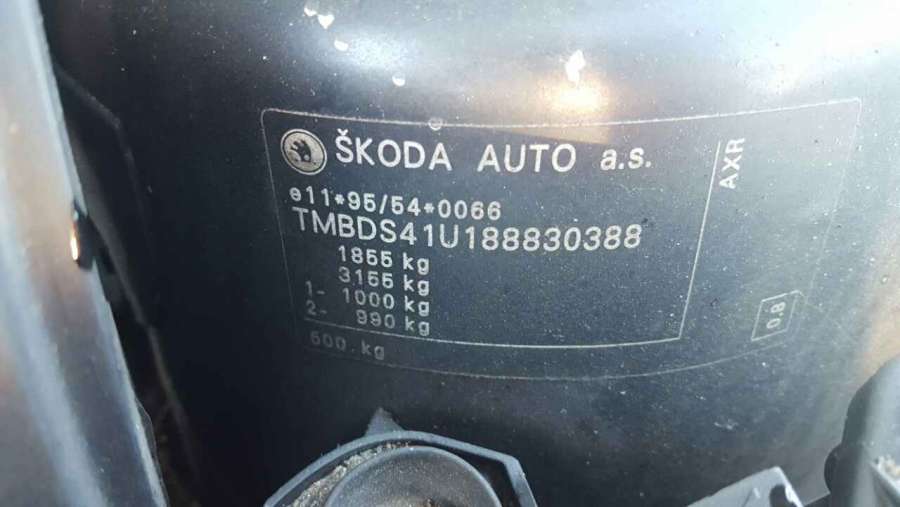 ŠKODA AUTO a.s.
AXR
e11*95/54*0066
TMBDS41U188830388
1855 kg
3155 kg
1- 1000 kg
2- 990 kg
600 kg
0.8